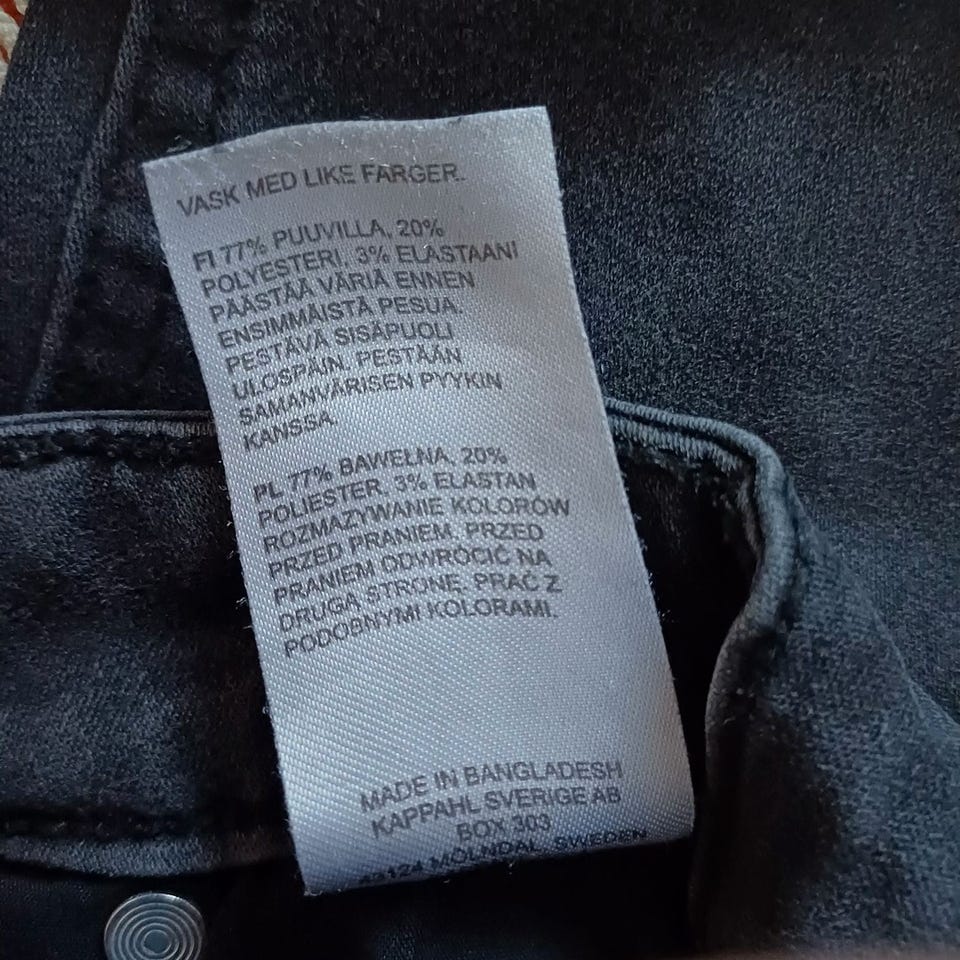 VASK MED LIKE FARGER.
FI 77% PUUVILLA, 20%
POLYESTERI, 3% ELASTAANI
PÄÄSTÄÄ VÄRIÄ ENNEN
ENSIMMÄISTÄ PESUA.
PESTÄVÄ SISÄPUOLI
ULOSPÄIN. PESTÄÄN
SAMANVÄRISEN PYYKIN
KANSSA.
PL 77% BAWEŁNA, 20%
POLIESTER, 3% ELASTAN
ROZMAZYWANIE KOLORÓW
PRZED PRANIEM. PRZED
PRANIEM ODWRÓCIĆ NA
DRUGĄ STRONĘ. PRAĆ Z
PODOBNYMI KOLORAMI.
MADE IN BANGLADESH
KAPPAHL SVERIGE AB
BOX 303
MÖLNDAL, SWEDEN